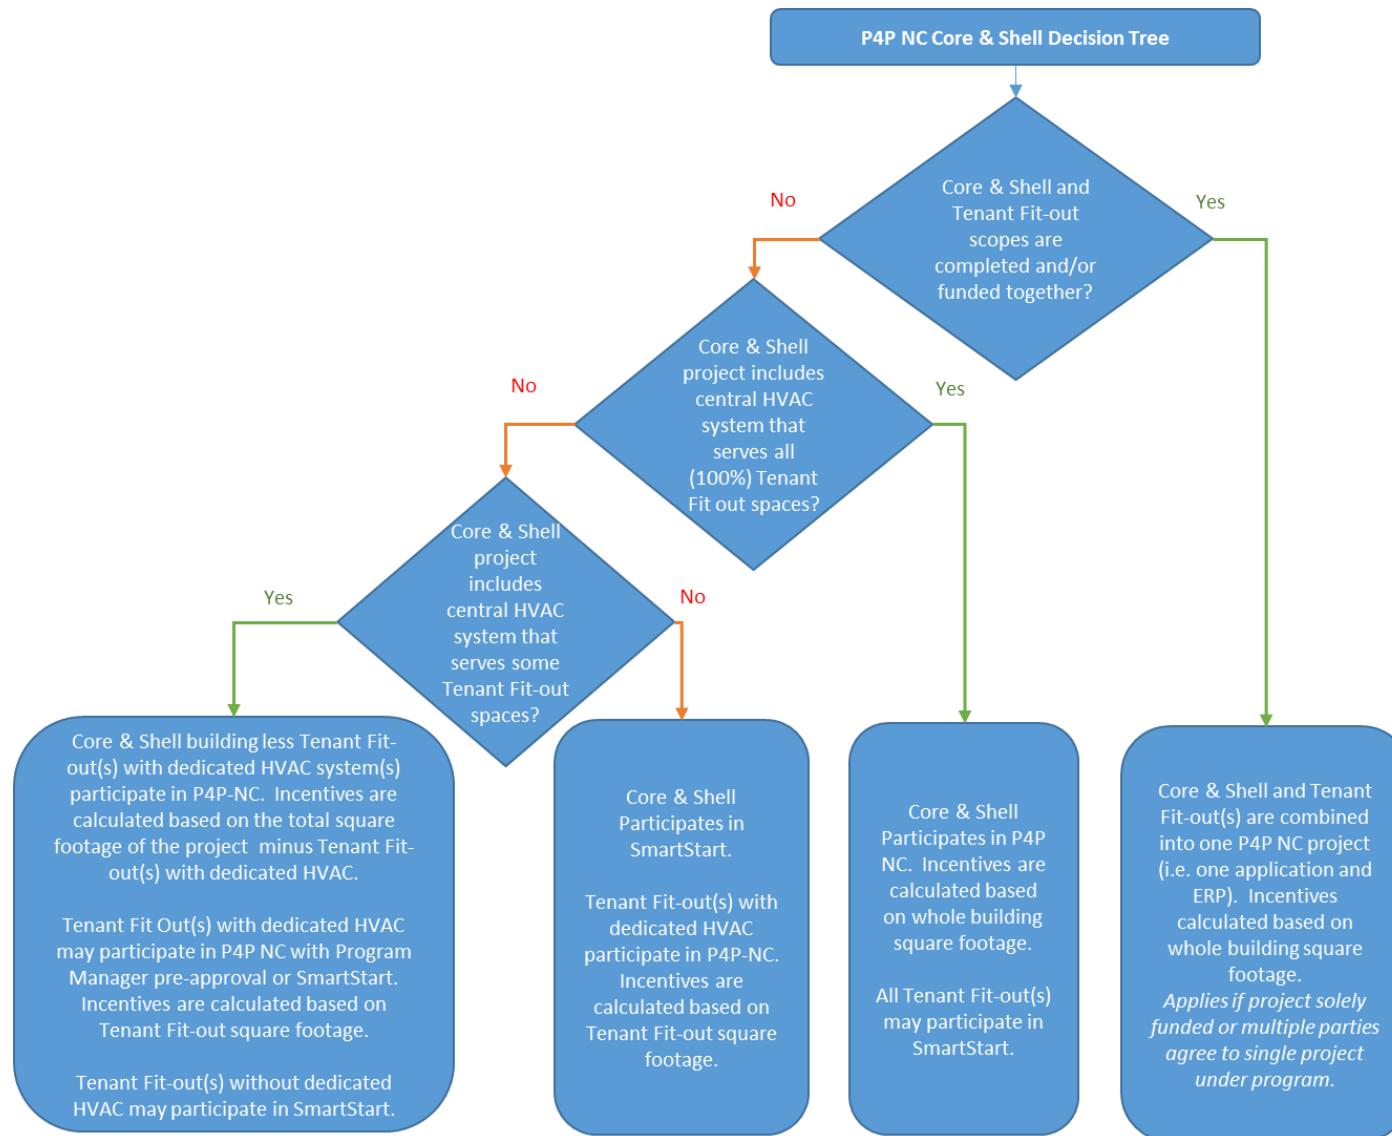 P4P NC Core & Shell Decision Tree
Core & Shell and
Tenant Fit-out
scopes are
completed and/or
funded together?
No
Yes
Core & Shell
project includes
central HVAC
system that
serves all
(100%) Tenant
Fit out spaces?
No
Yes
Core & Shell
project
includes
central HVAC
system that
serves some
Tenant Fit-out
spaces?
Yes
No
Core & Shell building less Tenant Fit-
out(s) with dedicated HVAC system(s)
participate in P4P-NC. Incentives are
calculated based on the total square
footage of the project minus Tenant Fit-
out(s) with dedicated HVAC.
Tenant Fit Out(s) with dedicated HVAC
may participate in P4P NC with Program
Manager pre-approval or SmartStart.
Incentives are calculated based on
Tenant Fit-out square footage.
Tenant Fit-out(s) without dedicated
HVAC may participate in SmartStart.
Core & Shell
Participates in
SmartStart.
Tenant Fit-out(s) with
dedicated HVAC
participate in P4P-NC.
Incentives are
calculated based on
Tenant Fit-out square
footage.
Core & Shell
Participates in P4P
NC. Incentives are
calculated based
on whole building
square footage.
All Tenant Fit-out(s)
may participate in
SmartStart.
Core & Shell and Tenant
Fit-out(s) are combined
into one P4P NC project
(i.e. one application and
ERP). Incentives
calculated based on
whole building square
footage.
Applies if project solely
funded or multiple parties
agree to single project
under program.